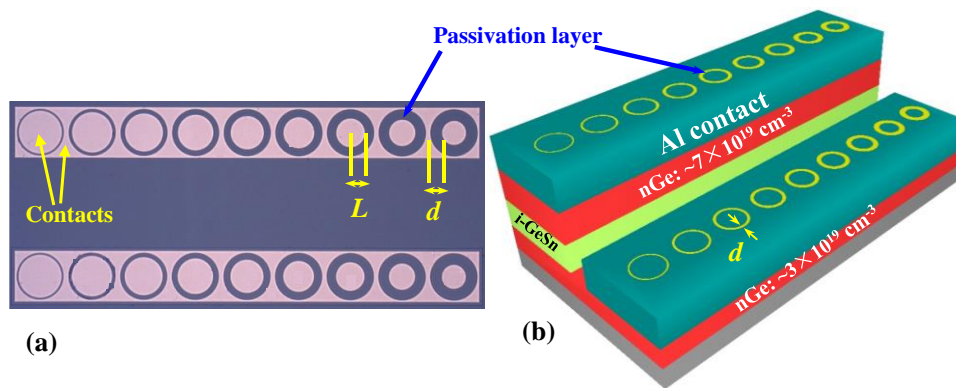 Passivation layer
Contacts
L
d
(a)
Al contact
nGe: ~7×10¹⁹ cm⁻³
i-GeSn
d
nGe: ~3×10¹⁹ cm⁻³
(b)